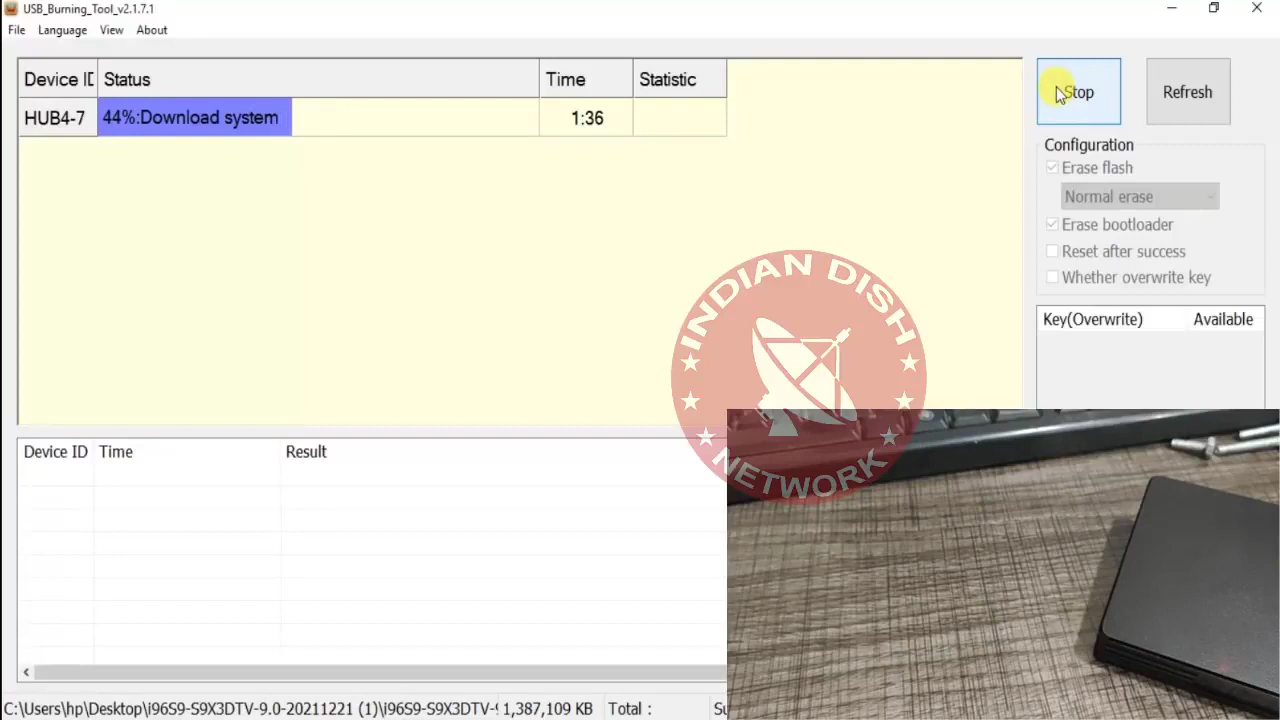 USB_Burning_Tool_v2.1.7.1
File Language View About
Device ID Status Time Statistic
HUB4-7 44%:Download system 1:36
Stop Refresh
Configuration
Erase flash
Normal erase
Erase bootloader
Reset after success
Whether overwrite key
Key(Overwrite) Available
INDIAN DISH
NETWORK
Device ID Time Result
C:\Users\hp\Desktop\i96S9-S9X3DTV-9.0-20211221 (1)\i96S9-S9X3DTV-9 1,387,109 KB Total : Su